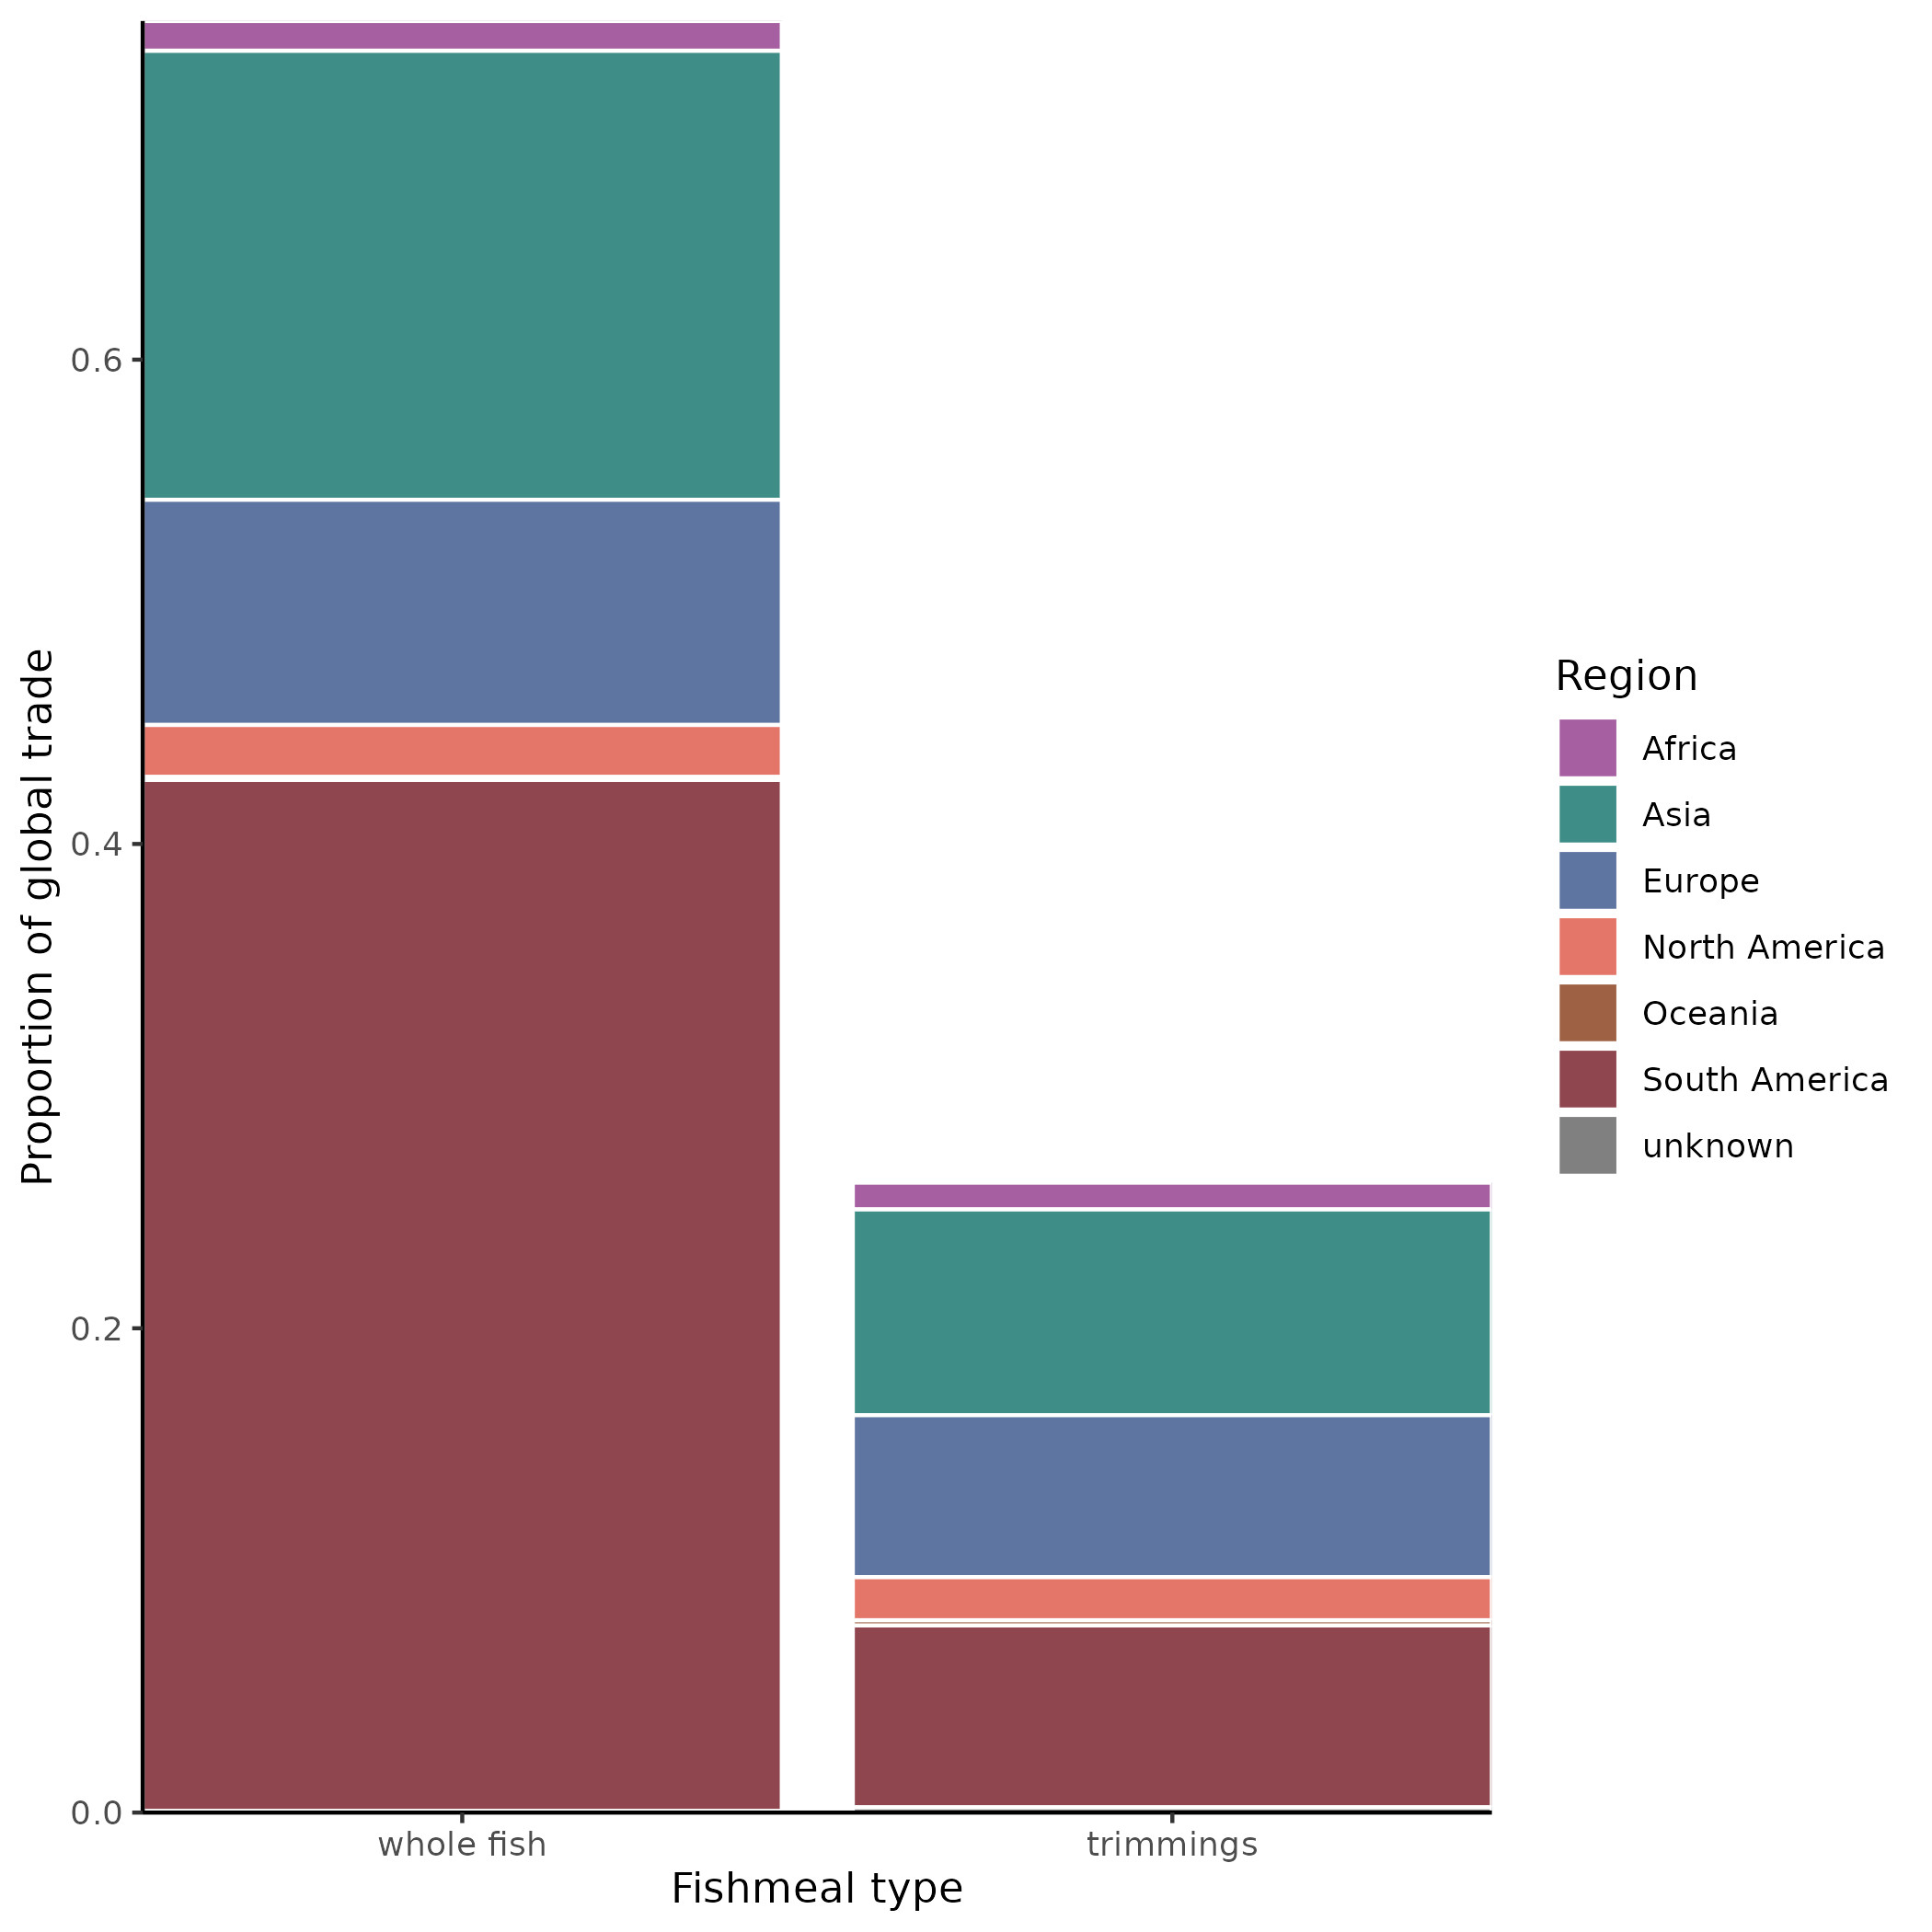 Proportion of global trade
0.6
0.4
0.2
0.0
whole fish
trimmings
Fishmeal type
Region
Africa
Asia
Europe
North America
Oceania
South America
unknown